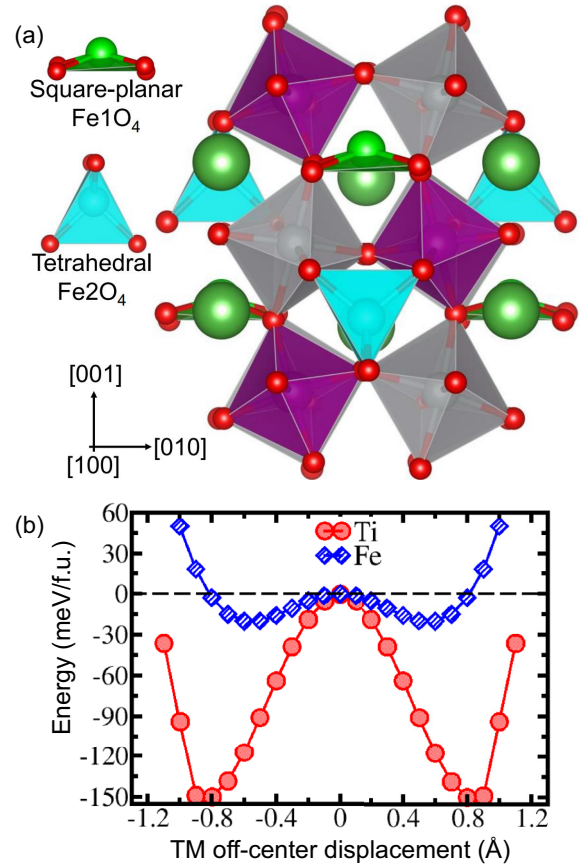 (a)
Square-planar
Fe1O₄
Tetrahedral
Fe2O₄
[001]
[100]
[010]
(b)
60
30
0
-30
-60
-90
-120
-150
Energy (meV/f.u.)
Ti
Fe
-1.2
-0.8
-0.4
0
0.4
0.8
1.2
TM off-center displacement (Å)